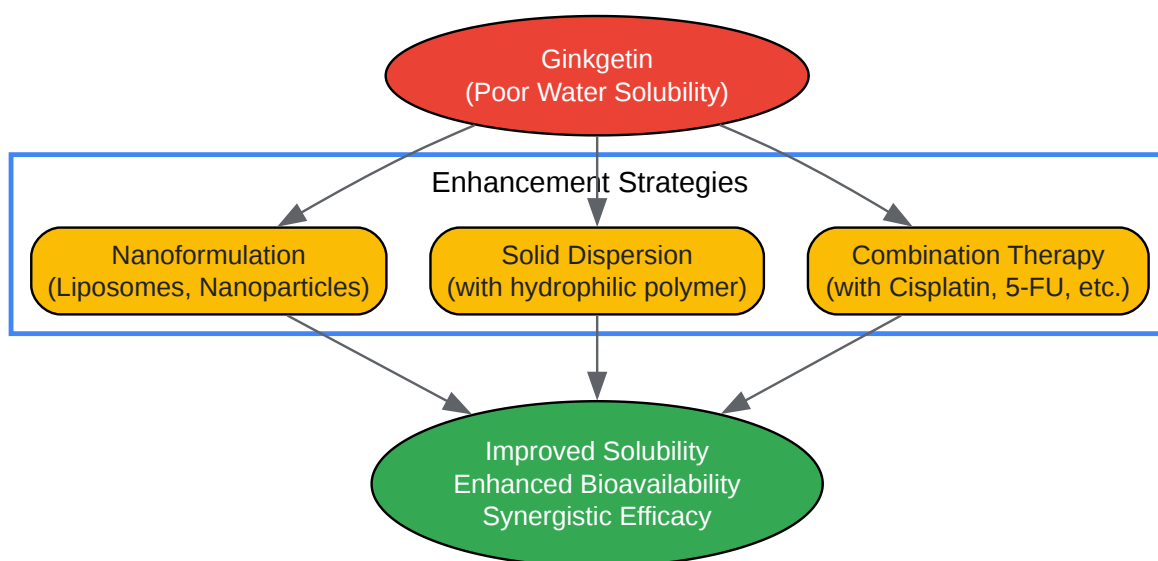 Ginkgetin
(Poor Water Solubility)
Enhancement Strategies
Nanoformulation
(Liposomes, Nanoparticles)
Solid Dispersion
(with hydrophilic polymer)
Combination Therapy
(with Cisplatin, 5-FU, etc.)
Improved Solubility
Enhanced Bioavailability
Synergistic Efficacy